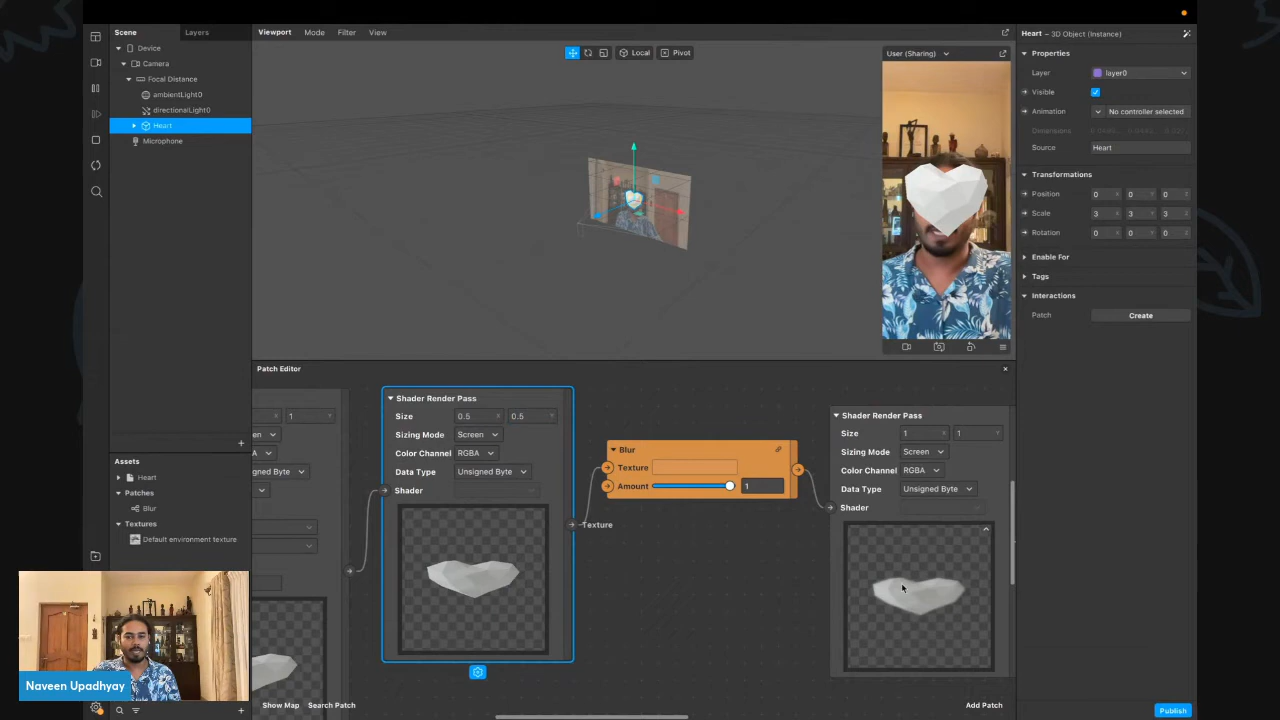 Scene
Layers
Viewport
Mode
Filter
View
Device
Camera
Focal Distance
ambientLight0
directionalLight0
Heart
Microphone
Local
Pivot
User (Sharing)
Heart — 3D Object (Instance)
Properties
Layer
layer0
Visible
Animation
No controller selected
Dimensions
Source
Heart
Transformations
Position
0 X 0 Y 0 Z
Scale
3 X 3 Y 3 Z
Rotation
0 X 0 Y 0 Z
Enable For
Tags
Interactions
Patch
Create
Patch Editor
Shader Render Pass
Size
0.5
0.5
Sizing Mode
Screen
Color Channel
RGBA
Data Type
Unsigned Byte
Shader
Texture
1
igned Byte
Blur
Texture
Amount
1
Shader Render Pass
Size
1
1
Sizing Mode
Screen
Color Channel
RGBA
Data Type
Unsigned Byte
Shader
Assets
Heart
Patches
Blur
Textures
Default environment texture
Naveen Upadhyay
Show Map
Search Patch
Add Patch
Publish